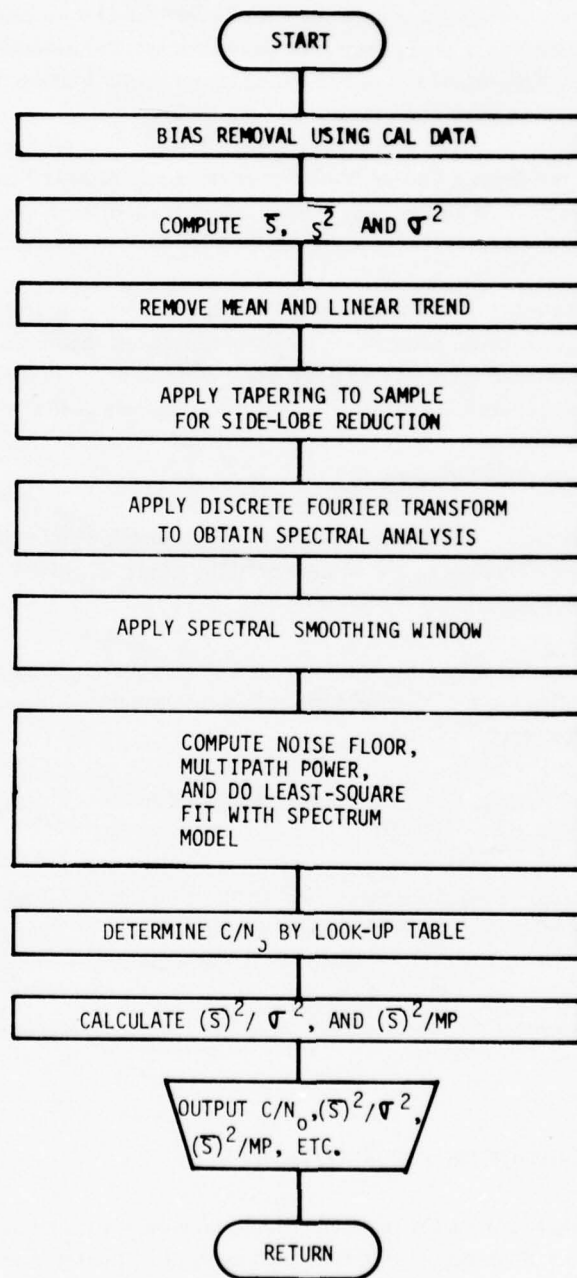 START
BIAS REMOVAL USING CAL DATA
COMPUTE S̅, S̅² AND σ²
REMOVE MEAN AND LINEAR TREND
APPLY TAPERING TO SAMPLE
FOR SIDE-LOBE REDUCTION
APPLY DISCRETE FOURIER TRANSFORM
TO OBTAIN SPECTRAL ANALYSIS
APPLY SPECTRAL SMOOTHING WINDOW
COMPUTE NOISE FLOOR,
MULTIPATH POWER,
AND DO LEAST-SQUARE
FIT WITH SPECTRUM
MODEL
DETERMINE C/N₀ BY LOOK-UP TABLE
CALCULATE (S̅)²/ σ², AND (S̅)²/MP
OUTPUT C/N₀,(S̅)²/σ²,
(S̅)²/MP, ETC.
RETURN